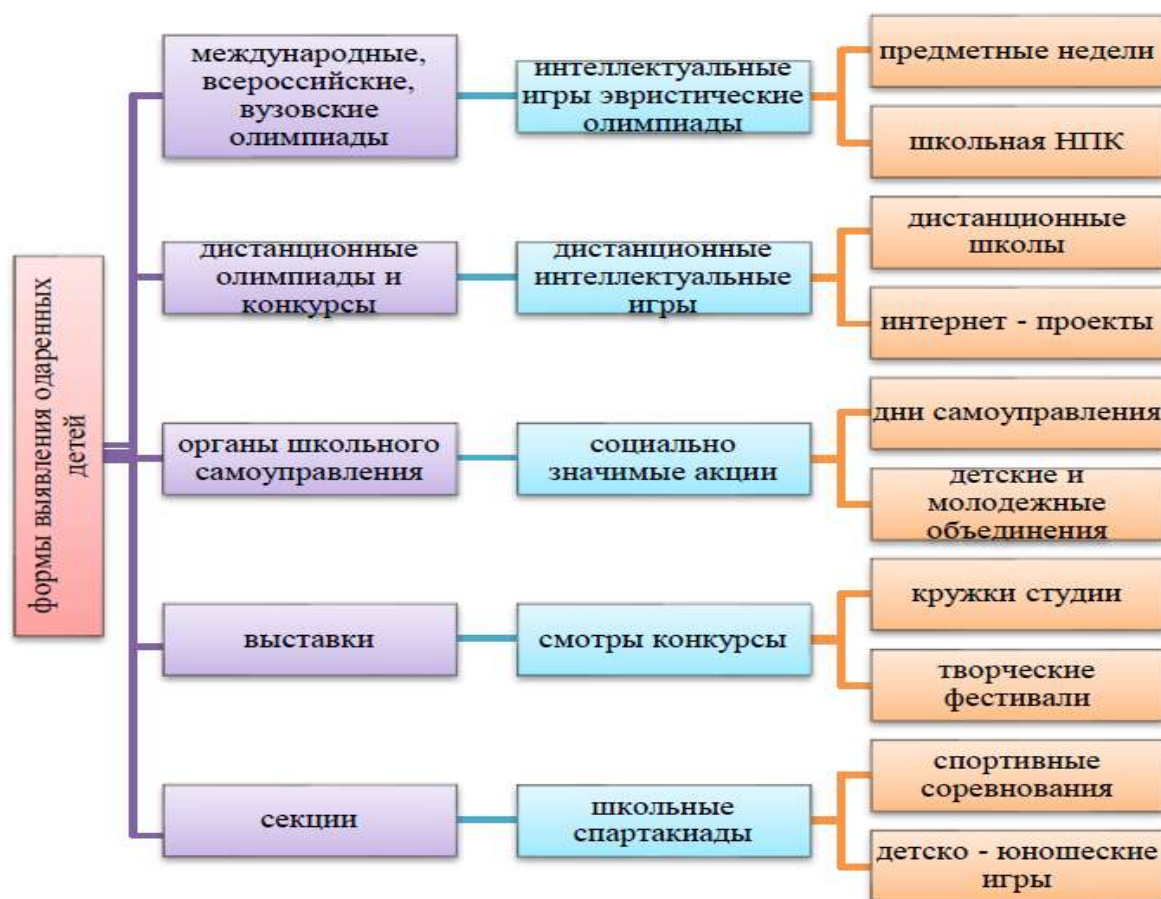 формы выявления одаренных
детей
международные,
всероссийские,
вузовские
олимпиады
интеллектуальные
игры эвристические
олимпиады
предметные недели
школьная НПК
дистанционные
олимпиады и
конкурсы
дистанционные
интеллектуальные
игры
дистанционные
школы
интернет - проекты
органы школьного
самоуправления
социально
значимые акции
дни самоуправления
детские и
молодежные
объединения
выставки
смотры конкурсы
кружки студии
творческие
фестивали
секции
школьные
спартакиады
спортивные
соревнования
детско - юношеские
игры